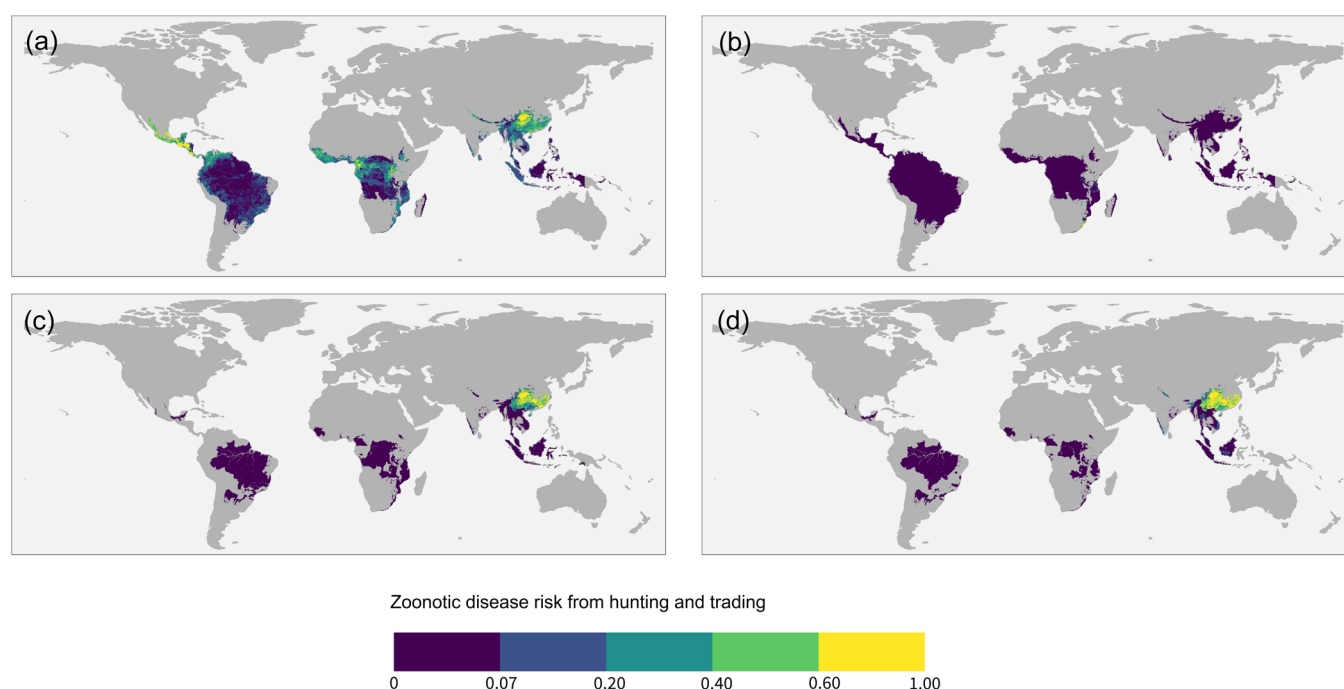 (a)
(b)
(c)
(d)
Zoonotic disease risk from hunting and trading
0 0.07 0.20 0.40 0.60 1.00